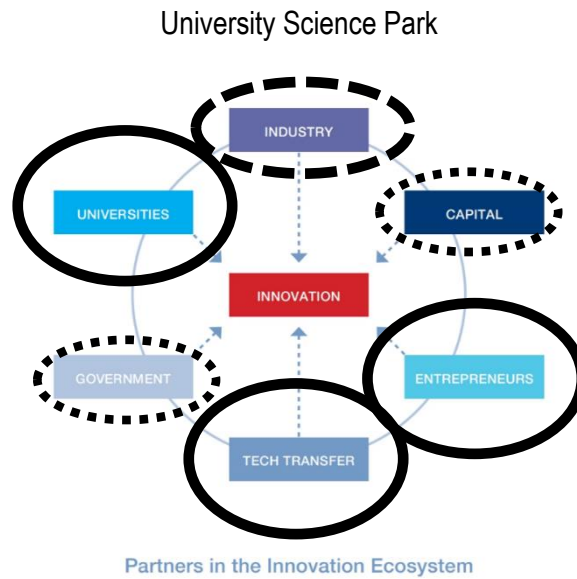 University Science Park
INDUSTRY
UNIVERSITIES
CAPITAL
INNOVATION
GOVERNMENT
ENTREPRENEURS
TECH TRANSFER
Partners in the Innovation Ecosystem